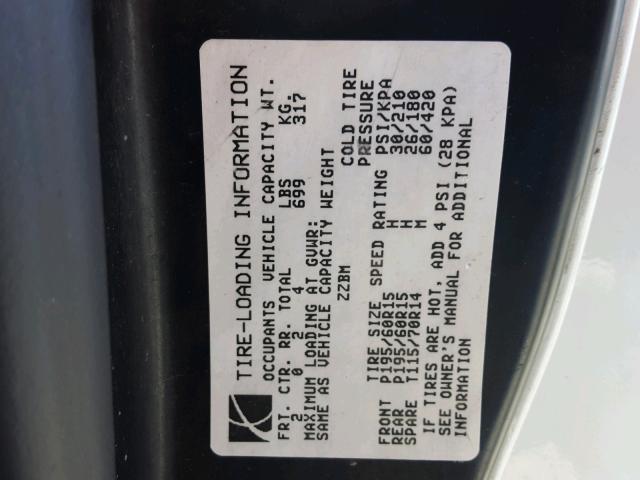 TIRE-LOADING INFORMATION
OCCUPANTS VEHICLE CAPACITY WT.
FRT. CTR. RR. TOTAL LBS KG.
2 0 2 4 699 317
MAXIMUM LOADING AT GVWR:
SAME AS VEHICLE CAPACITY WEIGHT
ZZBM
COLD TIRE
PRESSURE
TIRE SIZE SPEED RATING PSI/KPA
FRONT P195/60R15 H 30/210
REAR P195/60R15 H 26/180
SPARE T115/70R14 M 60/420
IF TIRES ARE HOT, ADD 4 PSI (28 KPA)
SEE OWNER'S MANUAL FOR ADDITIONAL
INFORMATION